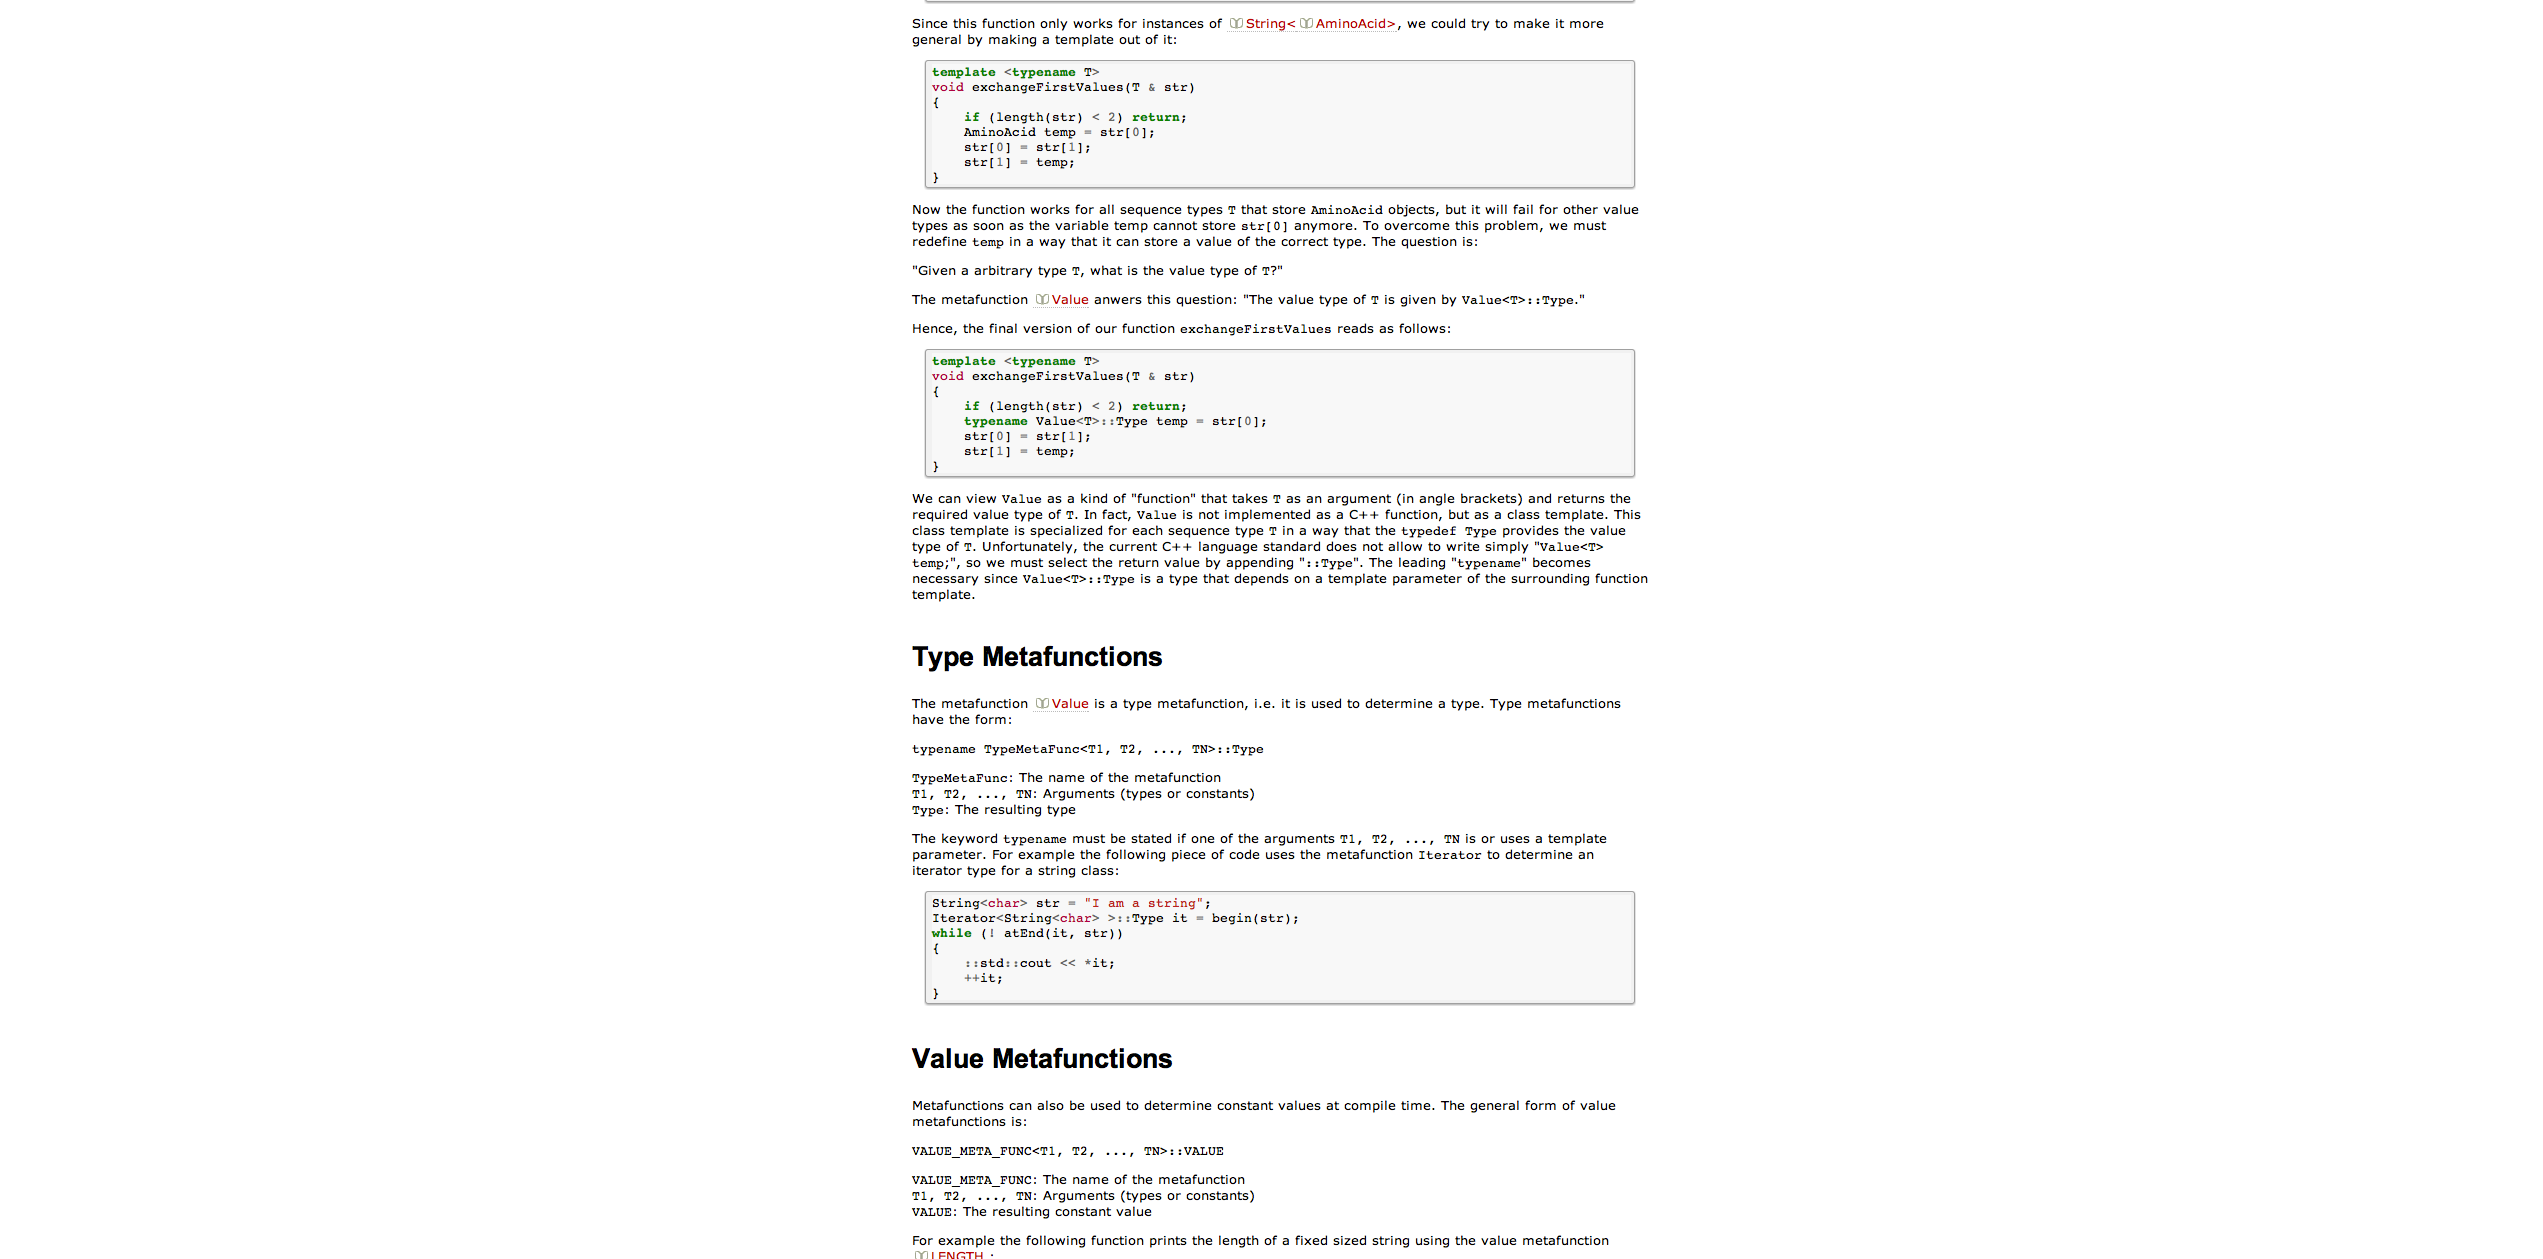 Since this function only works for instances of String< AminoAcid>, we could try to make it more
general by making a template out of it:
template <typename T>
void exchangeFirstValues(T & str)
{
    if (length(str) < 2) return;
    AminoAcid temp = str[0];
    str[0] = str[1];
    str[1] = temp;
}
Now the function works for all sequence types T that store AminoAcid objects, but it will fail for other value
types as soon as the variable temp cannot store str[0] anymore. To overcome this problem, we must
redefine temp in a way that it can store a value of the correct type. The question is:
"Given a arbitrary type T, what is the value type of T?"
The metafunction Value anwers this question: "The value type of T is given by Value<T>::Type."
Hence, the final version of our function exchangeFirstValues reads as follows:
template <typename T>
void exchangeFirstValues(T & str)
{
    if (length(str) < 2) return;
    typename Value<T>::Type temp = str[0];
    str[0] = str[1];
    str[1] = temp;
}
We can view Value as a kind of "function" that takes T as an argument (in angle brackets) and returns the
required value type of T. In fact, Value is not implemented as a C++ function, but as a class template. This
class template is specialized for each sequence type T in a way that the typedef Type provides the value
type of T. Unfortunately, the current C++ language standard does not allow to write simply "Value<T>
temp;", so we must select the return value by appending "::Type". The leading "typename" becomes
necessary since Value<T>::Type is a type that depends on a template parameter of the surrounding function
template.
Type Metafunctions
The metafunction Value is a type metafunction, i.e. it is used to determine a type. Type metafunctions
have the form:
typename TypeMetaFunc<T1, T2, ..., TN>::Type
TypeMetaFunc: The name of the metafunction
T1, T2, ..., TN: Arguments (types or constants)
Type: The resulting type
The keyword typename must be stated if one of the arguments T1, T2, ..., TN is or uses a template
parameter. For example the following piece of code uses the metafunction Iterator to determine an
iterator type for a string class:
String<char> str = "I am a string";
Iterator<String<char> >::Type it = begin(str);
while (! atEnd(it, str))
{
    ::std::cout << *it;
    ++it;
}
Value Metafunctions
Metafunctions can also be used to determine constant values at compile time. The general form of value
metafunctions is:
VALUE_META_FUNC<T1, T2, ..., TN>::VALUE
VALUE_META_FUNC: The name of the metafunction
T1, T2, ..., TN: Arguments (types or constants)
VALUE: The resulting constant value
For example the following function prints the length of a fixed sized string using the value metafunction
LENGTH :